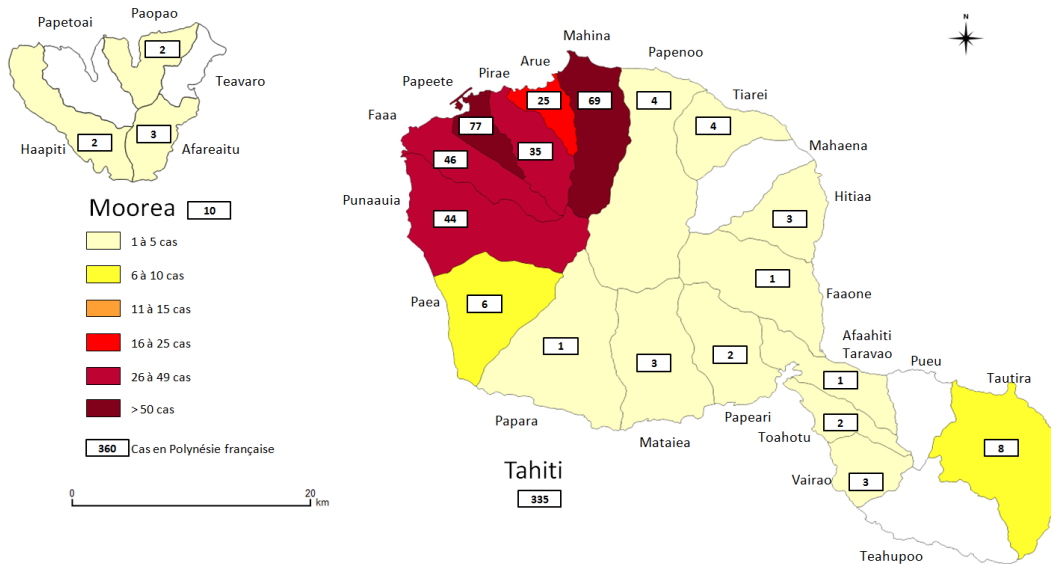 Papetoai
Paopao
2
Teavaro
3
2
Haapiti
Afareaitu
Moorea 10
1 à 5 cas
6 à 10 cas
11 à 15 cas
16 à 25 cas
26 à 49 cas
> 50 cas
360 Cas en Polynésie française
0 20
km
N
Mahina
Papenoo
Arue
Pirae
Papeete
Tiarei
Faaa
25
69
4
77
4
35
Mahaena
46
Hitiaa
Punaauia
44
3
1
Faaone
Paea
6
Afaahiti
Taravao
Pueu
1
3
2
1
Tautira
Papara
Mataiea
Papeari
2
Toahotu
8
Tahiti
335
Vairao
3
Teahupoo